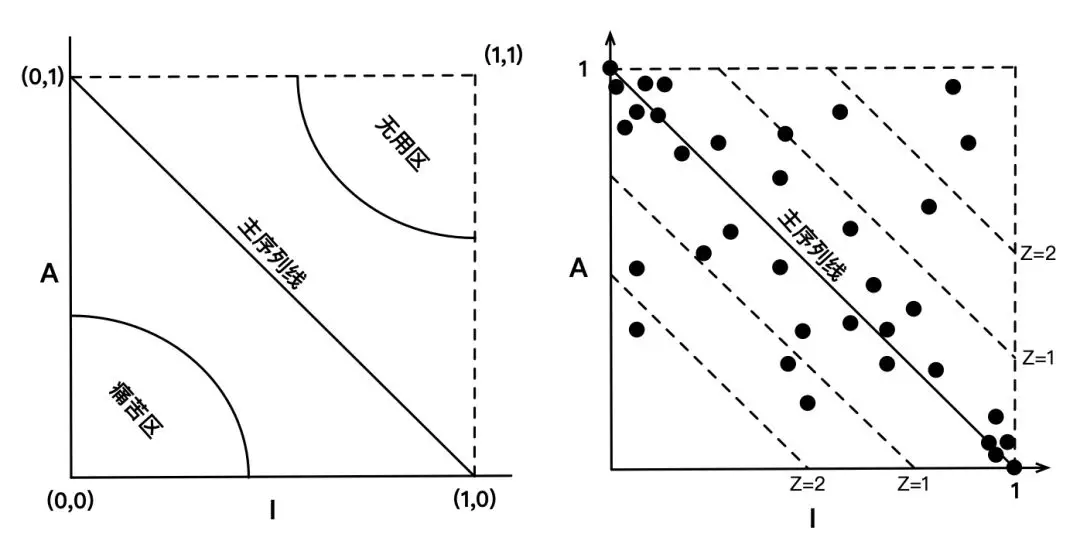 (0,1)
(1,1)
无用区
主序列线
A
痛苦区
(0,0)
(1,0)
I
1
主序列线
A
Z=2
Z=1
Z=2
Z=1
1
I